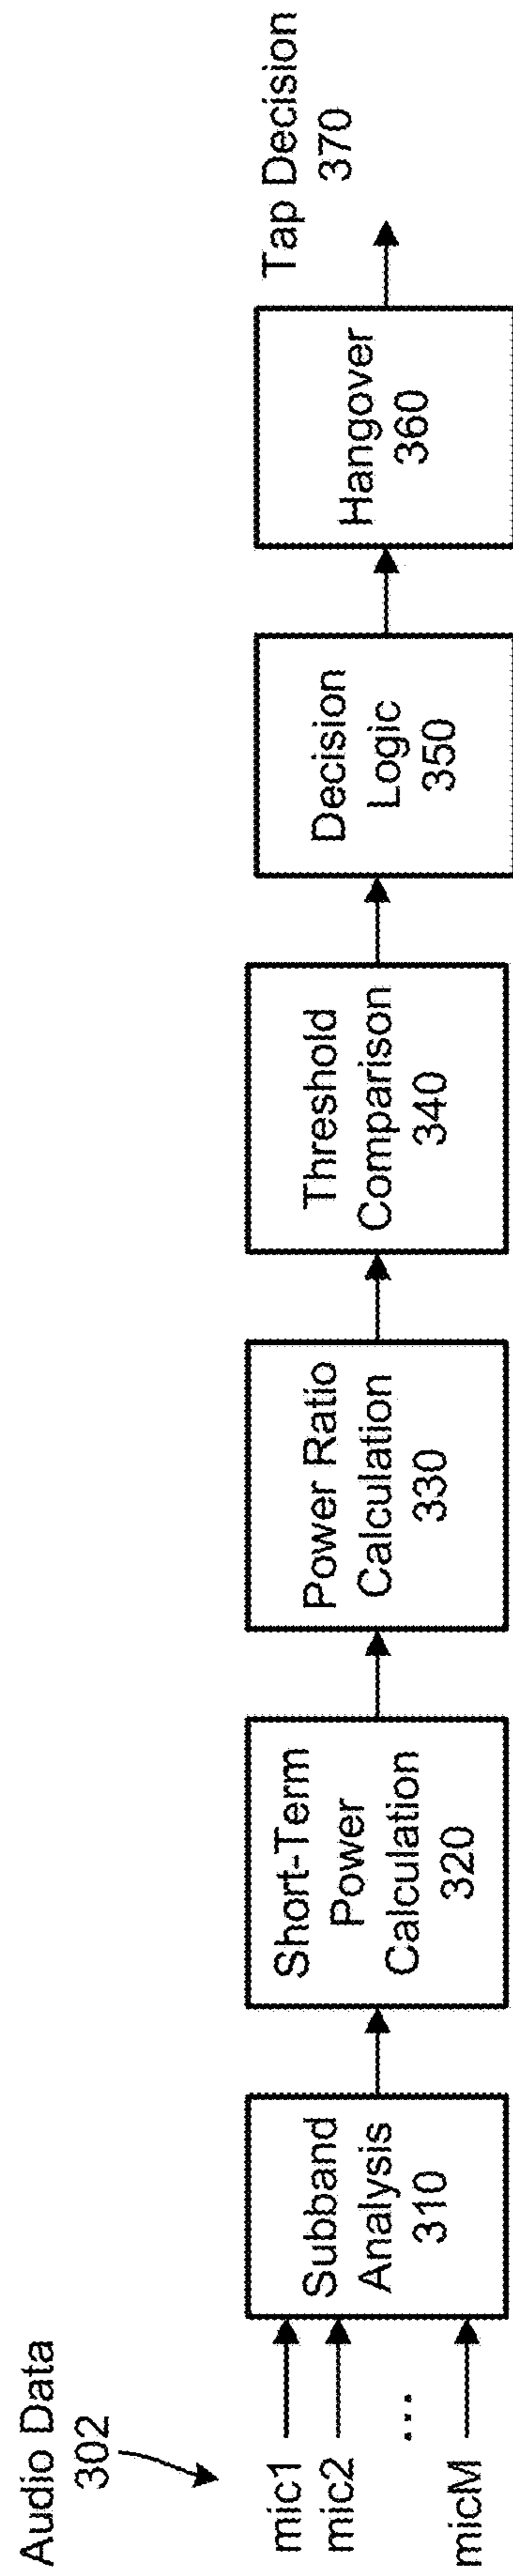 Audio Data
302
mic1
mic2
...
micM
Subband
Analysis
310
Short-Term
Power
Calculation
320
Power Ratio
Calculation
330
Threshold
Comparison
340
Decision
Logic
350
Hangover
360
Tap Decision
370